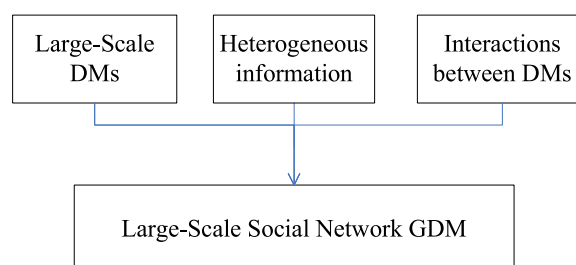 Large-Scale
DMs
Heterogeneous
information
Interactions
between DMs
Large-Scale Social Network GDM